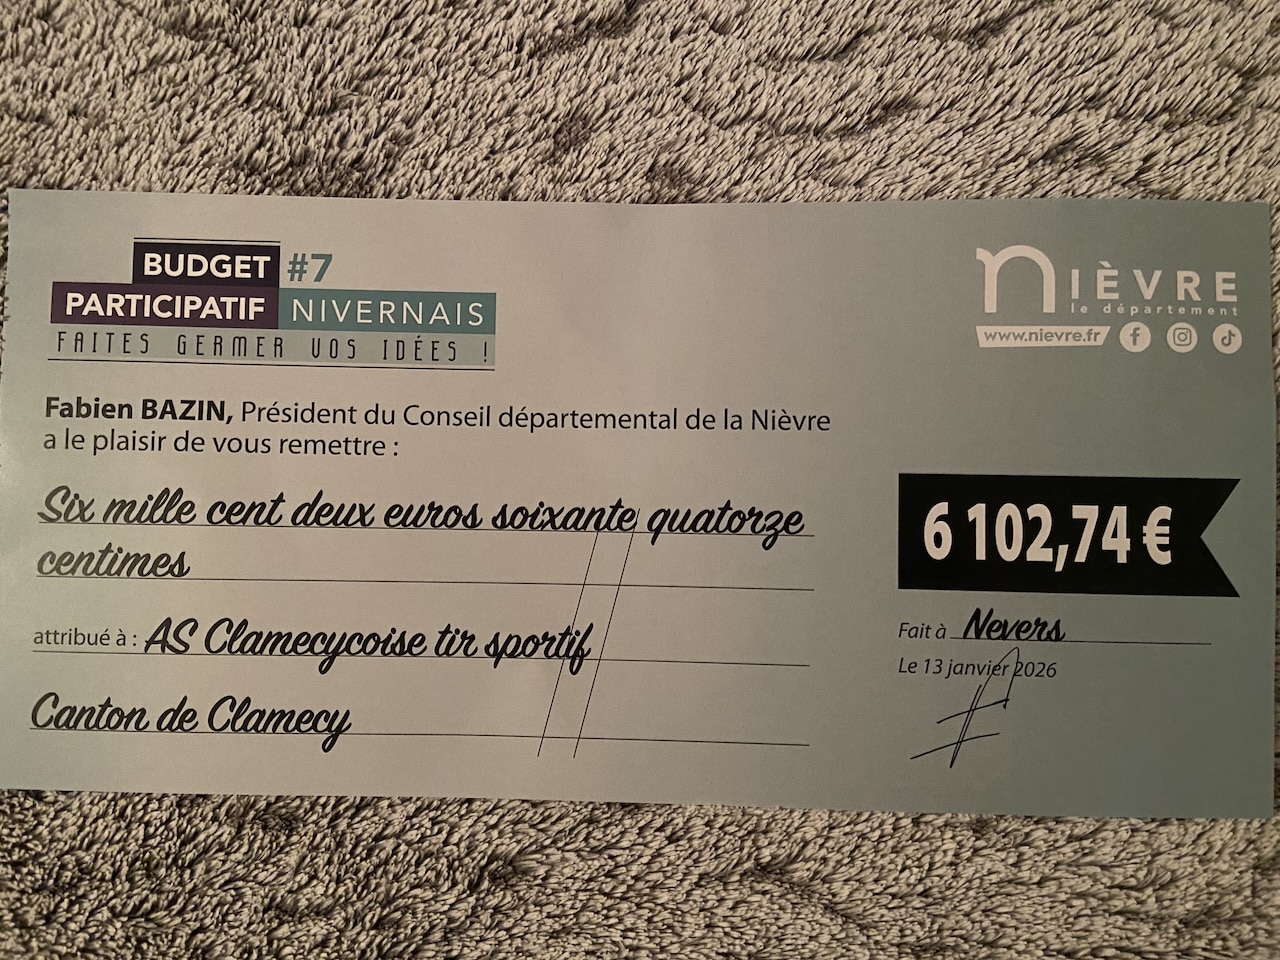 BUDGET #7
PARTICIPATIF NIVERNAIS
FAITES GERMER VOS IDÉES !
NIÈVRE
le département
www.nievre.fr
Fabien BAZIN, Président du Conseil départemental de la Nièvre
a le plaisir de vous remettre :
Six mille cent deux euros soixante quatorze
centimes
6 102,74 €
attribué à : AS Clamecycoise tir sportif
Canton de Clamecy
Fait à Nevers
Le 13 janvier 2026